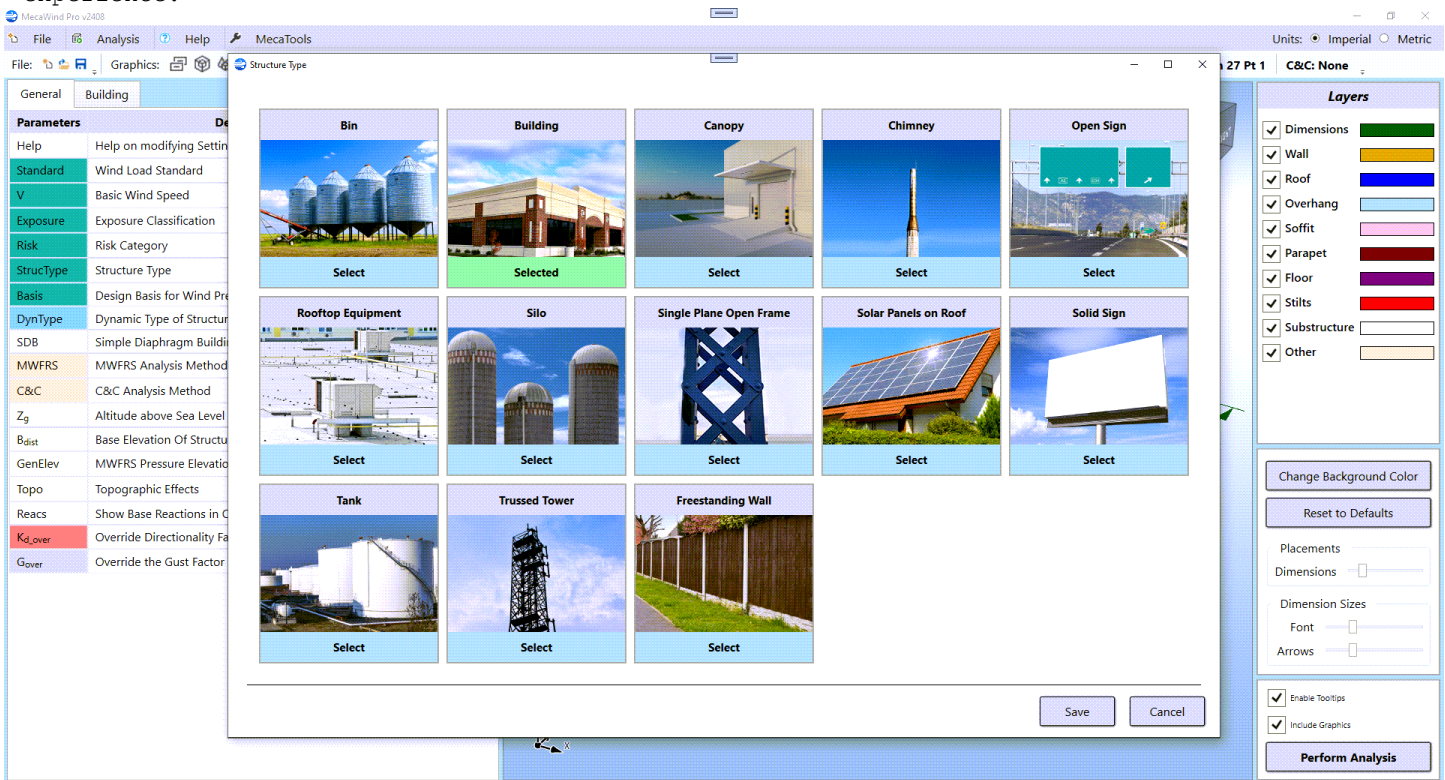 MecaWind Pro v2408
File Analysis Help MecaTools
Units: Imperial Metric
File: Graphics:
27 Pt 1 C&C: None
General Building
Parameters
Help Help on modifying Settin
Standard Wind Load Standard
V Basic Wind Speed
Exposure Exposure Classification
Risk Risk Category
StrucType Structure Type
Basis Design Basis for Wind Pre
DynType Dynamic Type of Structur
SDB Simple Diaphragm Buildi
MWFRS MWFRS Analysis Method
C&C C&C Analysis Method
Zg Altitude above Sea Level
Bdist Base Elevation Of Structu
GenElev MWFRS Pressure Elevatio
Topo Topographic Effects
Reacs Show Base Reactions in C
Kd_over Override Directionality Fa
Gover Override the Gust Factor
Structure Type
Bin
Select
Building
Selected
Canopy
Select
Chimney
Select
Open Sign
Select
Rooftop Equipment
Select
Silo
Select
Single Plane Open Frame
Select
Solar Panels on Roof
Select
Solid Sign
Select
Tank
Select
Trussed Tower
Select
Freestanding Wall
Select
Save Cancel
X
Layers
Dimensions
Wall
Roof
Overhang
Soffit
Parapet
Floor
Stilts
Substructure
Other
Change Background Color
Reset to Defaults
Placements
Dimensions
Dimension Sizes
Font
Arrows
Enable Tooltips
Include Graphics
Perform Analysis